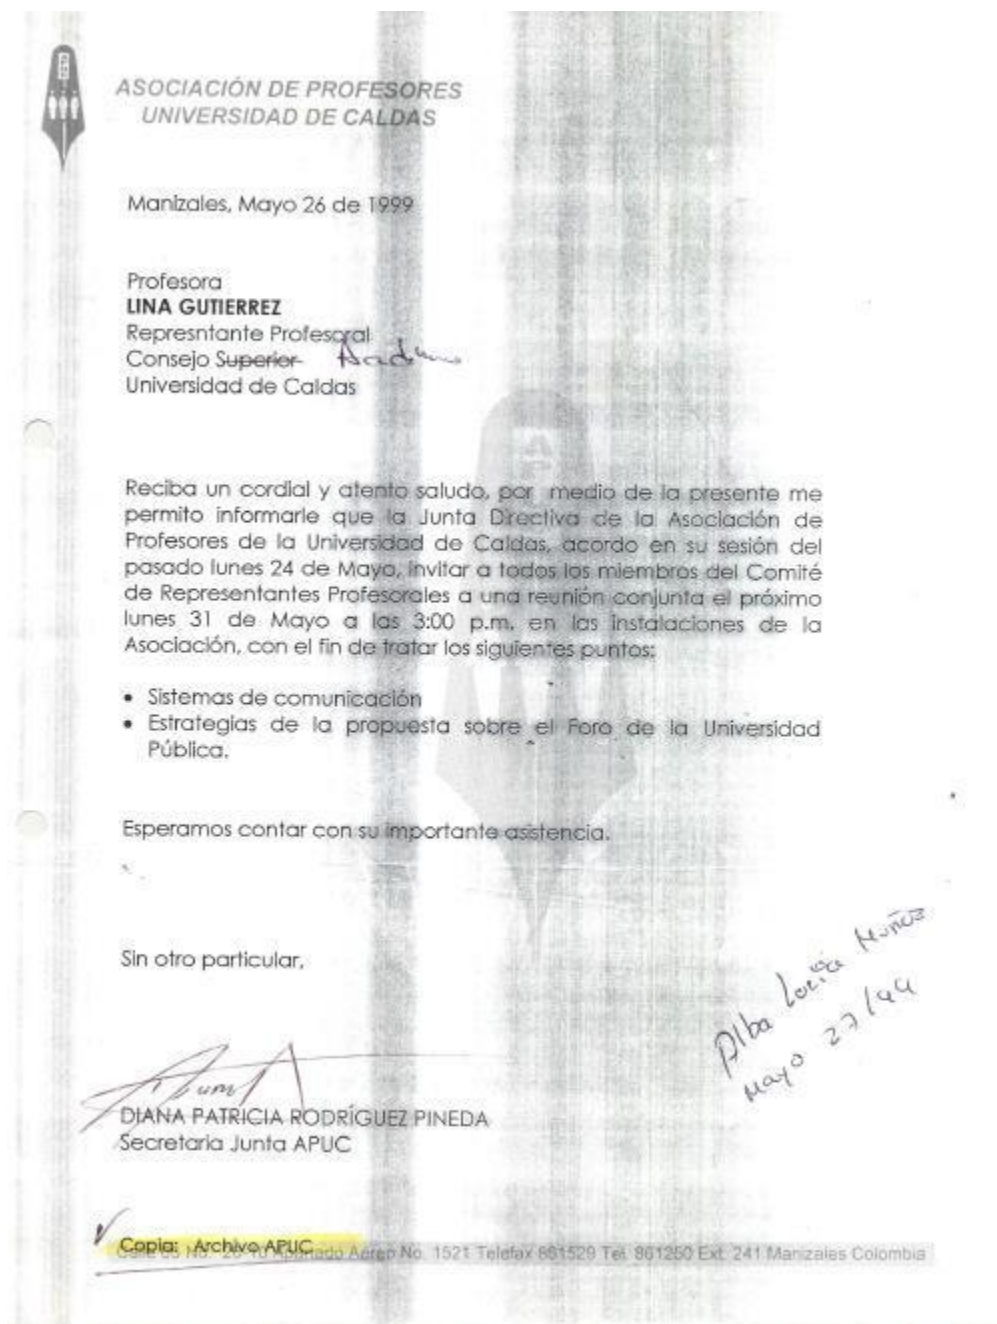 ASOCIACIÓN DE PROFESORES
UNIVERSIDAD DE CALDAS
Manizales, Mayo 26 de 1999
Profesora
LINA GUTIERREZ
Represntante Profesoral
Consejo Superior
Universidad de Caldas
Reciba un cordial y atento saludo, por medio de la presente me
permito informarle que la Junta Directiva de la Asociación de
Profesores de la Universidad de Caldas, acordo en su sesión del
pasado lunes 24 de Mayo, invitar a todos los miembros del Comité
de Representantes Profesorales a una reunión conjunta el próximo
lunes 31 de Mayo a las 3:00 p.m. en las instalaciones de la
Asociación, con el fin de tratar los siguientes puntos:
• Sistemas de comunicación
• Estrategias de la propuesta sobre el Foro de la Universidad
Pública.
Esperamos contar con su importante asistencia.
Sin otro particular,
Alba Lucía Muñoz
Mayo 27/99
DIANA PATRICIA RODRÍGUEZ PINEDA
Secretaria Junta APUC
Copia: Archivo APUC
Apartado Aéreo No. 1521 Telefax 861529 Tel. 861250 Ext. 241 Manizales Colombia